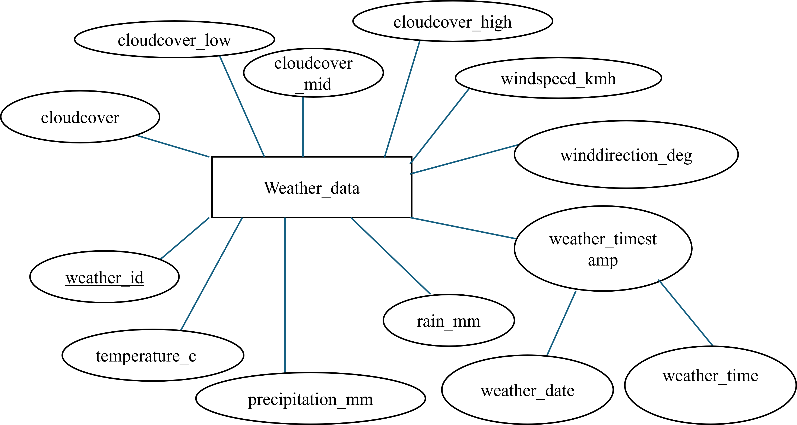 cloudcover_high
cloudcover_low
cloudcover
_mid
windspeed_kmh
cloudcover
winddirection_deg
Weather_data
weather_timest
amp
weather_id
rain_mm
temperature_c
weather_date
weather_time
precipitation_mm